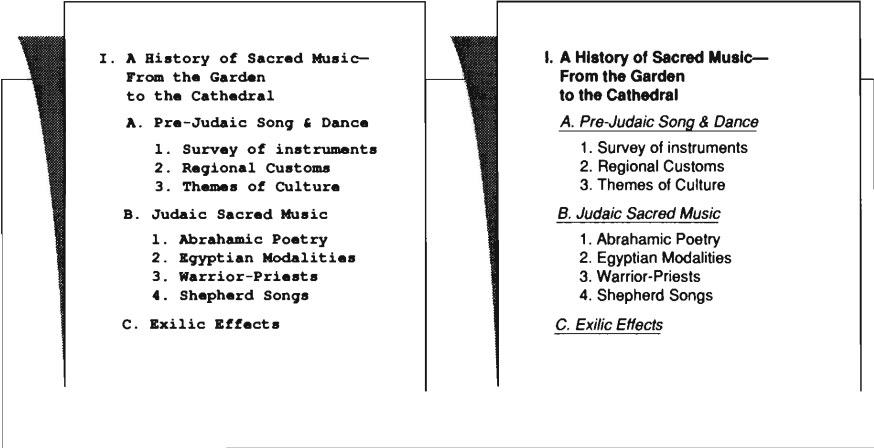 I. A History of Sacred Music—
From the Garden
to the Cathedral
A. Pre-Judaic Song & Dance
1. Survey of instruments
2. Regional Customs
3. Themes of Culture
B. Judaic Sacred Music
1. Abrahamic Poetry
2. Egyptian Modalities
3. Warrior-Priests
4. Shepherd Songs
C. Exilic Effects
I. A History of Sacred Music—
From the Garden
to the Cathedral
A. Pre-Judaic Song & Dance
1. Survey of instruments
2. Regional Customs
3. Themes of Culture
B. Judaic Sacred Music
1. Abrahamic Poetry
2. Egyptian Modalities
3. Warrior-Priests
4. Shepherd Songs
C. Exilic Effects